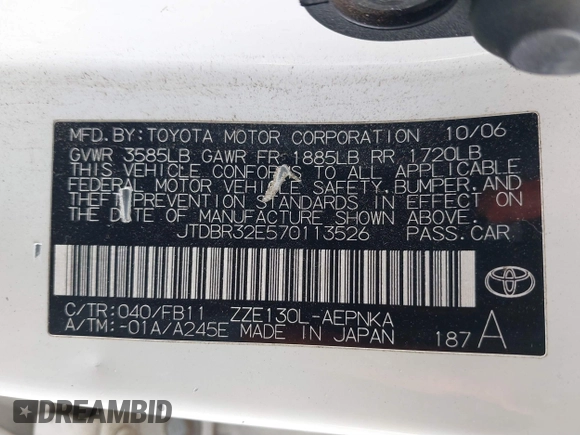 MFD. BY: TOYOTA MOTOR CORPORATION 10/06
GVWR 3585LB GAWR FR 1885LB RR 1720LB
THIS VEHICLE CONFORMS TO ALL APPLICABLE
FEDERAL MOTOR VEHICLE SAFETY, BUMPER, AND
THEFT PREVENTION STANDARDS IN EFFECT ON
THE DATE OF MANUFACTURE SHOWN ABOVE.
JTDBR32E570113526 PASS. CAR
C/TR: 040/FB11 ZZE130L-AEPNKA
A/TM: -01A/A245E MADE IN JAPAN 187 A
DREAMBID